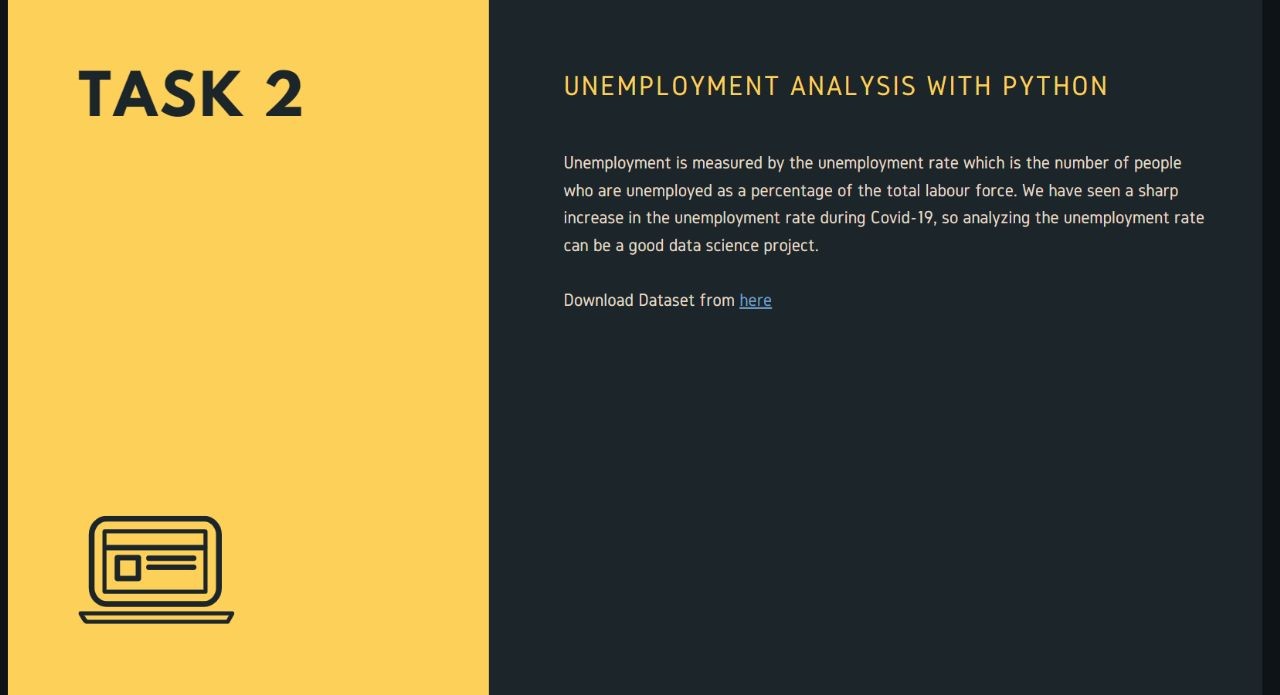 TASK 2
UNEMPLOYMENT ANALYSIS WITH PYTHON
Unemployment is measured by the unemployment rate which is the number of people
who are unemployed as a percentage of the total labour force. We have seen a sharp
increase in the unemployment rate during Covid-19, so analyzing the unemployment rate
can be a good data science project.
Download Dataset from here